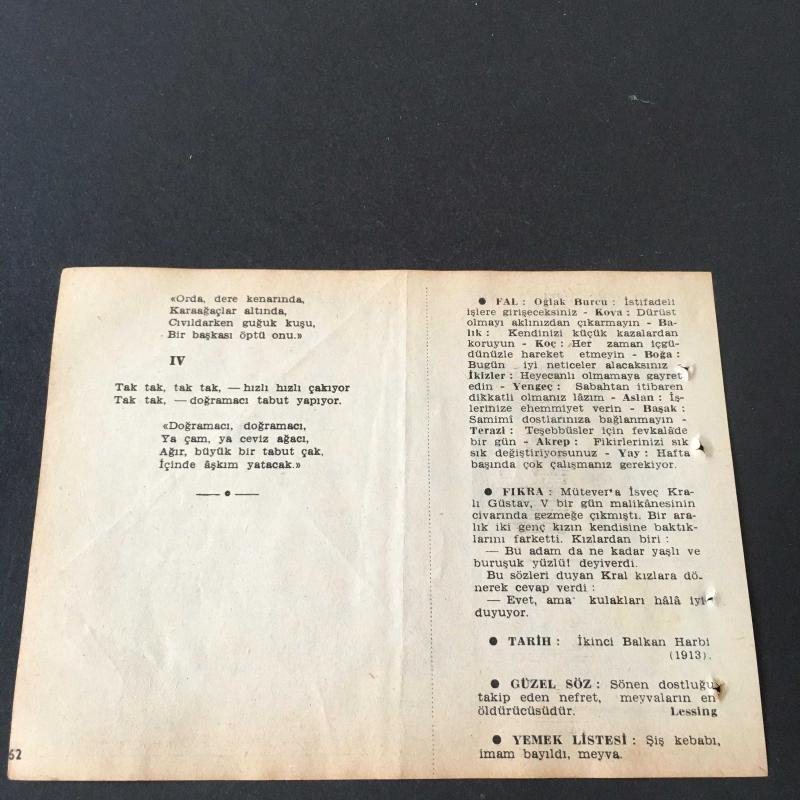 «Orda, dere kenarında,
Karaağaçlar altında,
Cıvıldarken guğuk kuşu,
Bir başkası öptü onu.»
IV
Tak tak, tak tak, — hızlı hızlı çakıyor
Tak tak, — doğramacı tabut yapıyor.
«Doğramacı, doğramacı,
Ya çam, ya ceviz ağacı,
Ağır, büyük bir tabut çak,
İçinde âşkım yatacak.»
62
● FAL : Oğlak Burcu : İstifadeli
işlere girişeceksiniz - Kova : Dürüst
olmayı aklınızdan çıkarmayın - Ba-
lık : Kendinizi küçük kazalardan
koruyun - Koç : Her zaman içgü-
dünüzle hareket etmeyin - Boğa :
Bugün iyi neticeler alacaksınız -
İkizler : Heyecanlı olmamaya gayret
edin - Yengeç : Sabahtan itibaren
dikkatli olmanız lâzım - Aslan : İş-
lerinize ehemmiyet verin - Başak :
Samimî dostlarınıza bağlanmayın -
Terazi : Teşebbüsler için fevkalâde
bir gün - Akrep : Fikirlerinizi sık
sık değiştiriyorsunuz - Yay : Hafta
başında çok çalışmanız gerekiyor.
● FIKRA : Mütever'a İsveç Kra-
lı Güstav, V bir gün malikânesinin
civarında gezmeğe çıkmıştı. Bir ara-
lık iki genç kızın kendisine baktık-
larını farketti. Kızlardan biri :
— Bu adam da ne kadar yaşlı ve
buruşuk yüzlü! deyiverdi.
Bu sözleri duyan Kral kızlara dö-
nerek cevap verdi :
— Evet, ama kulakları hâlâ iyi
duyuyor.
● TARİH : İkinci Balkan Harbi
(1913).
● GÜZEL SÖZ : Sönen dostluğu
takip eden nefret, meyvaların en
öldürücüsüdür. Lessing
● YEMEK LİSTESİ : Şiş kebabı,
imam bayıldı, meyva.